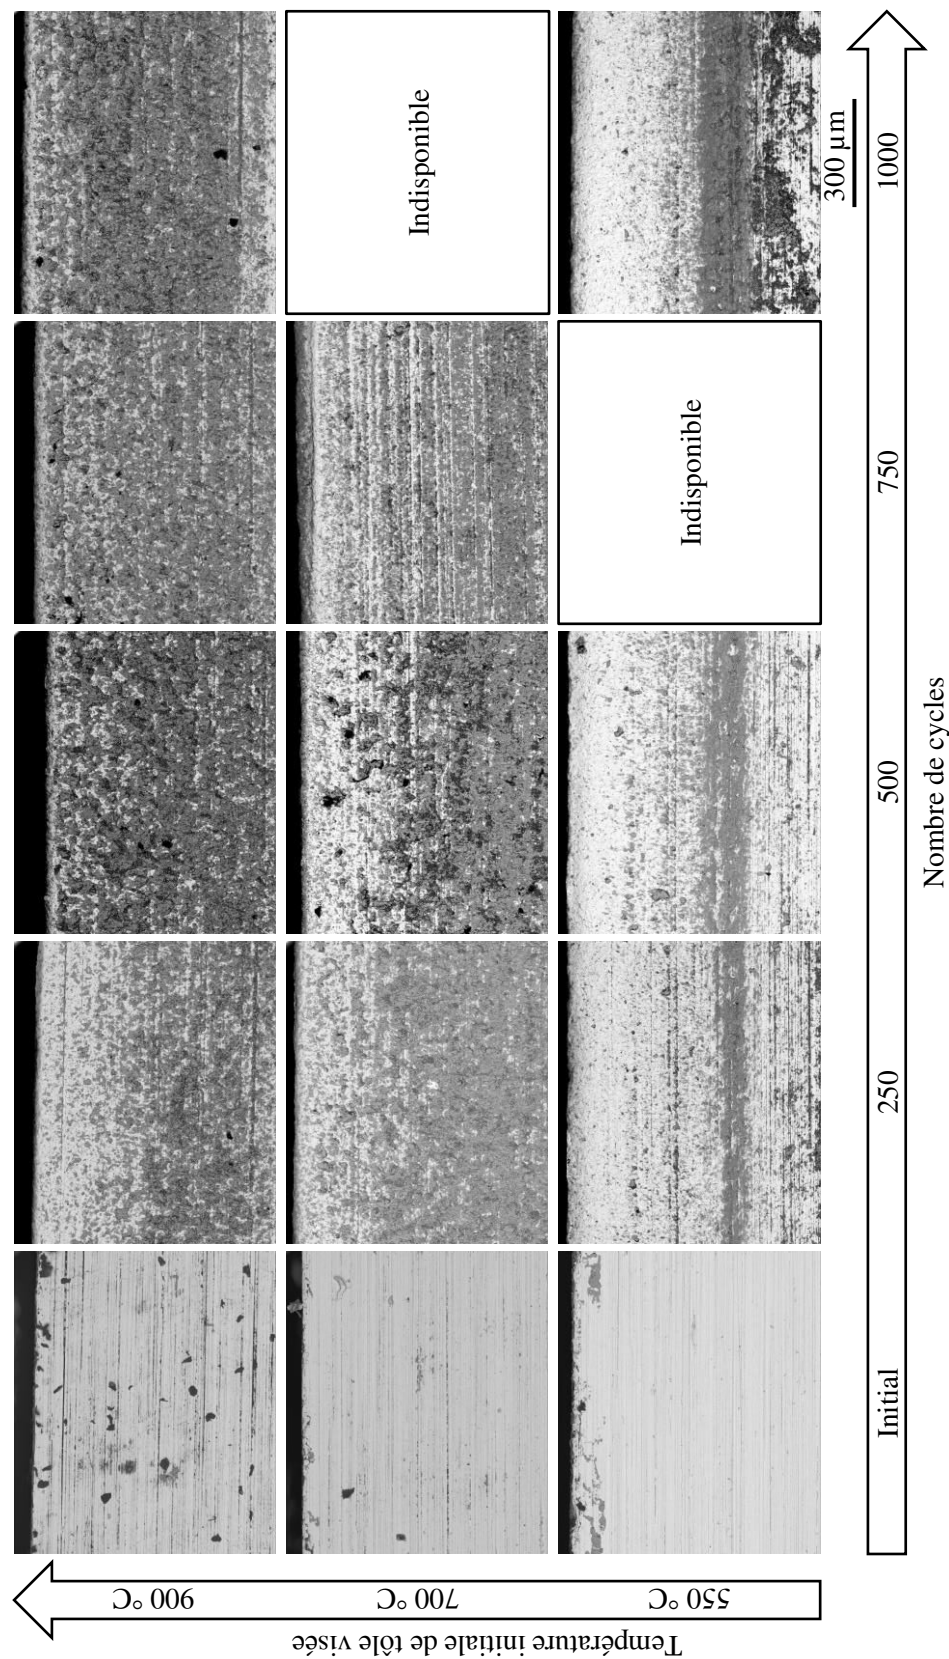 Température initiale de tôle visée
900 °C
700 °C
550 °C
Indisponible
Indisponible
300 µm
Initial
250
500
750
1000
Nombre de cycles